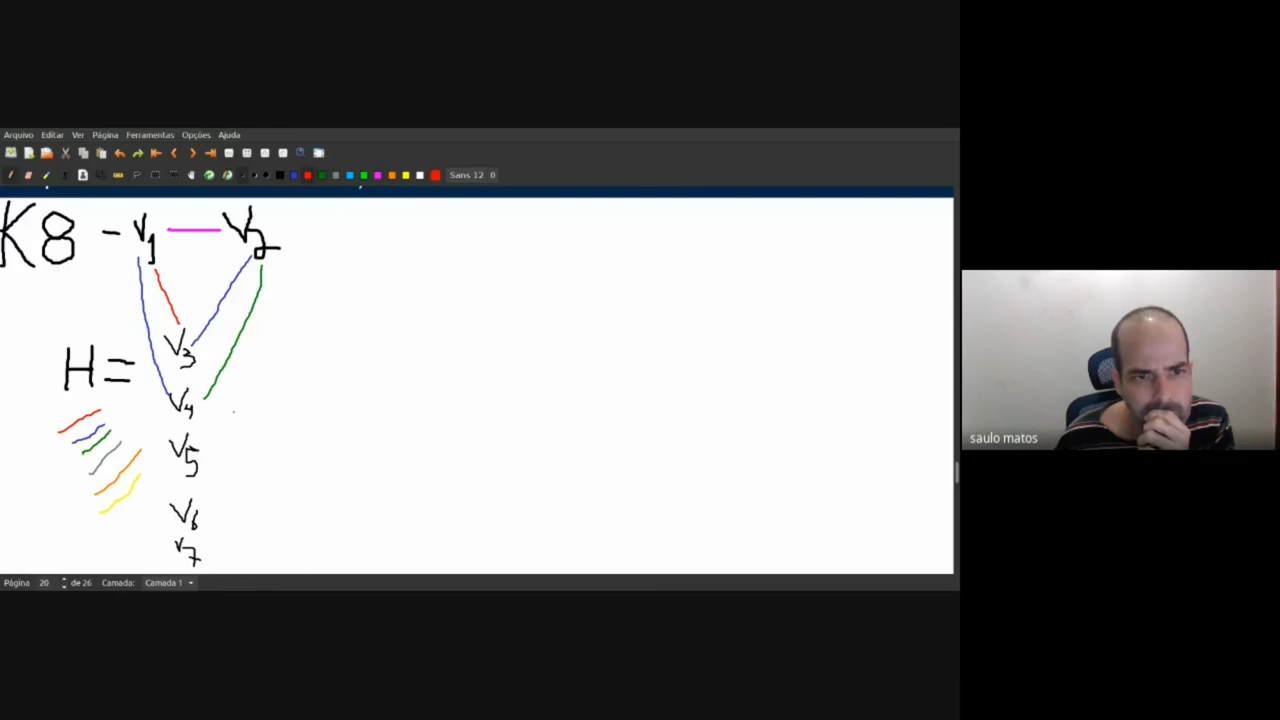 Arquivo Editar Ver Página Ferramentas Opções Ajuda
Sans 12
K8 - V1 V2
H = V3
V4
V5
V6
V7
saulo matos
Página 20 de 26 Camada: Camada 1